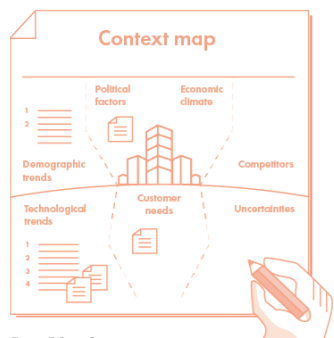 Context map
Political
factors
Economic
climate
1
2
Demographic
trends
Competitors
Technological
trends
Customer
needs
Uncertainties
1
2
3
4